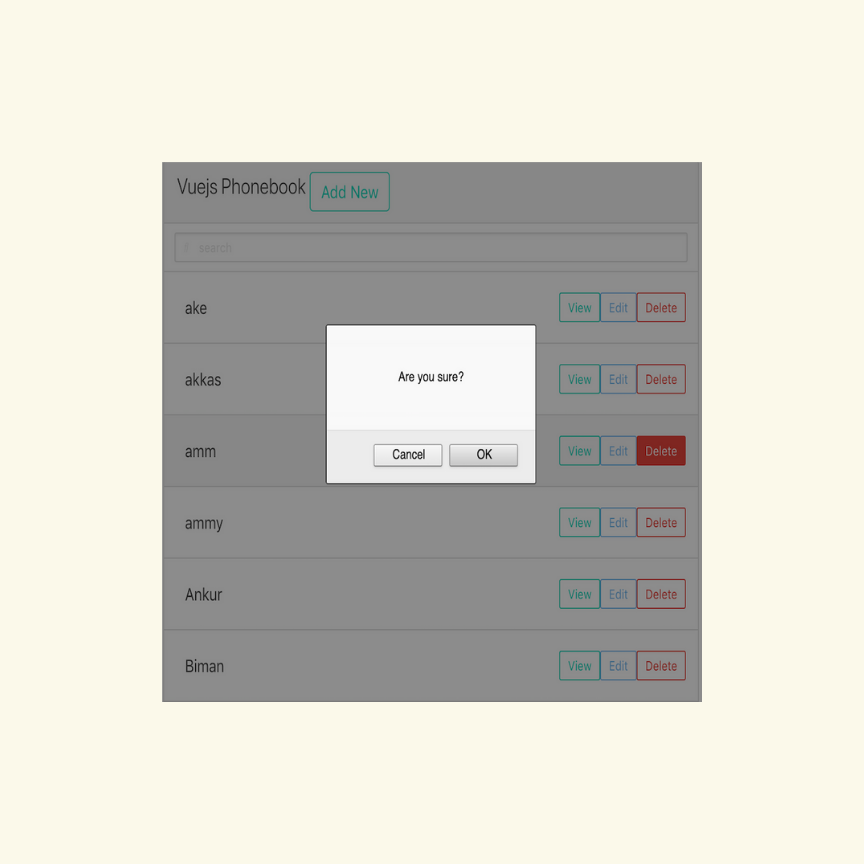 Vuejs Phonebook Add New
search
ake View Edit Delete
akkas View Edit Delete
Are you sure?
amm View Edit Delete
Cancel OK
ammy View Edit Delete
Ankur View Edit Delete
Biman View Edit Delete